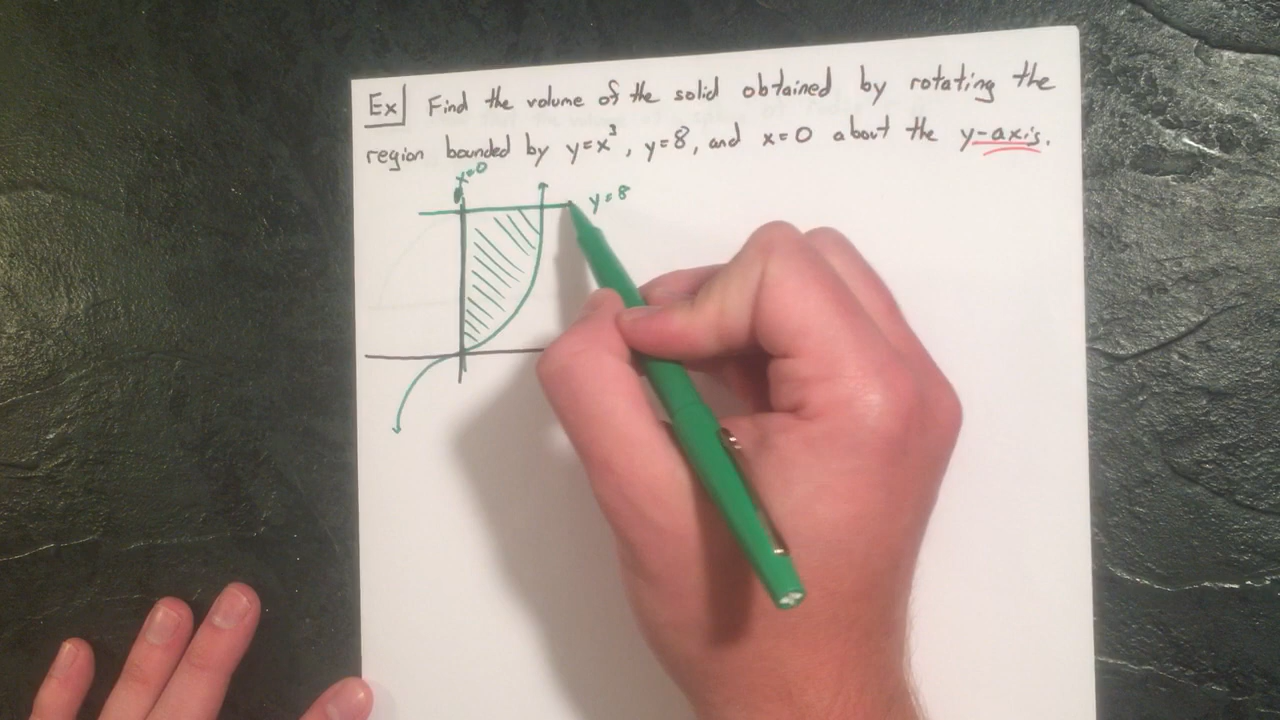 Ex Find the volume of the solid obtained by rotating the
region bounded by y=x³, y=8, and x=0 about the y-axis.
x=0
y=8